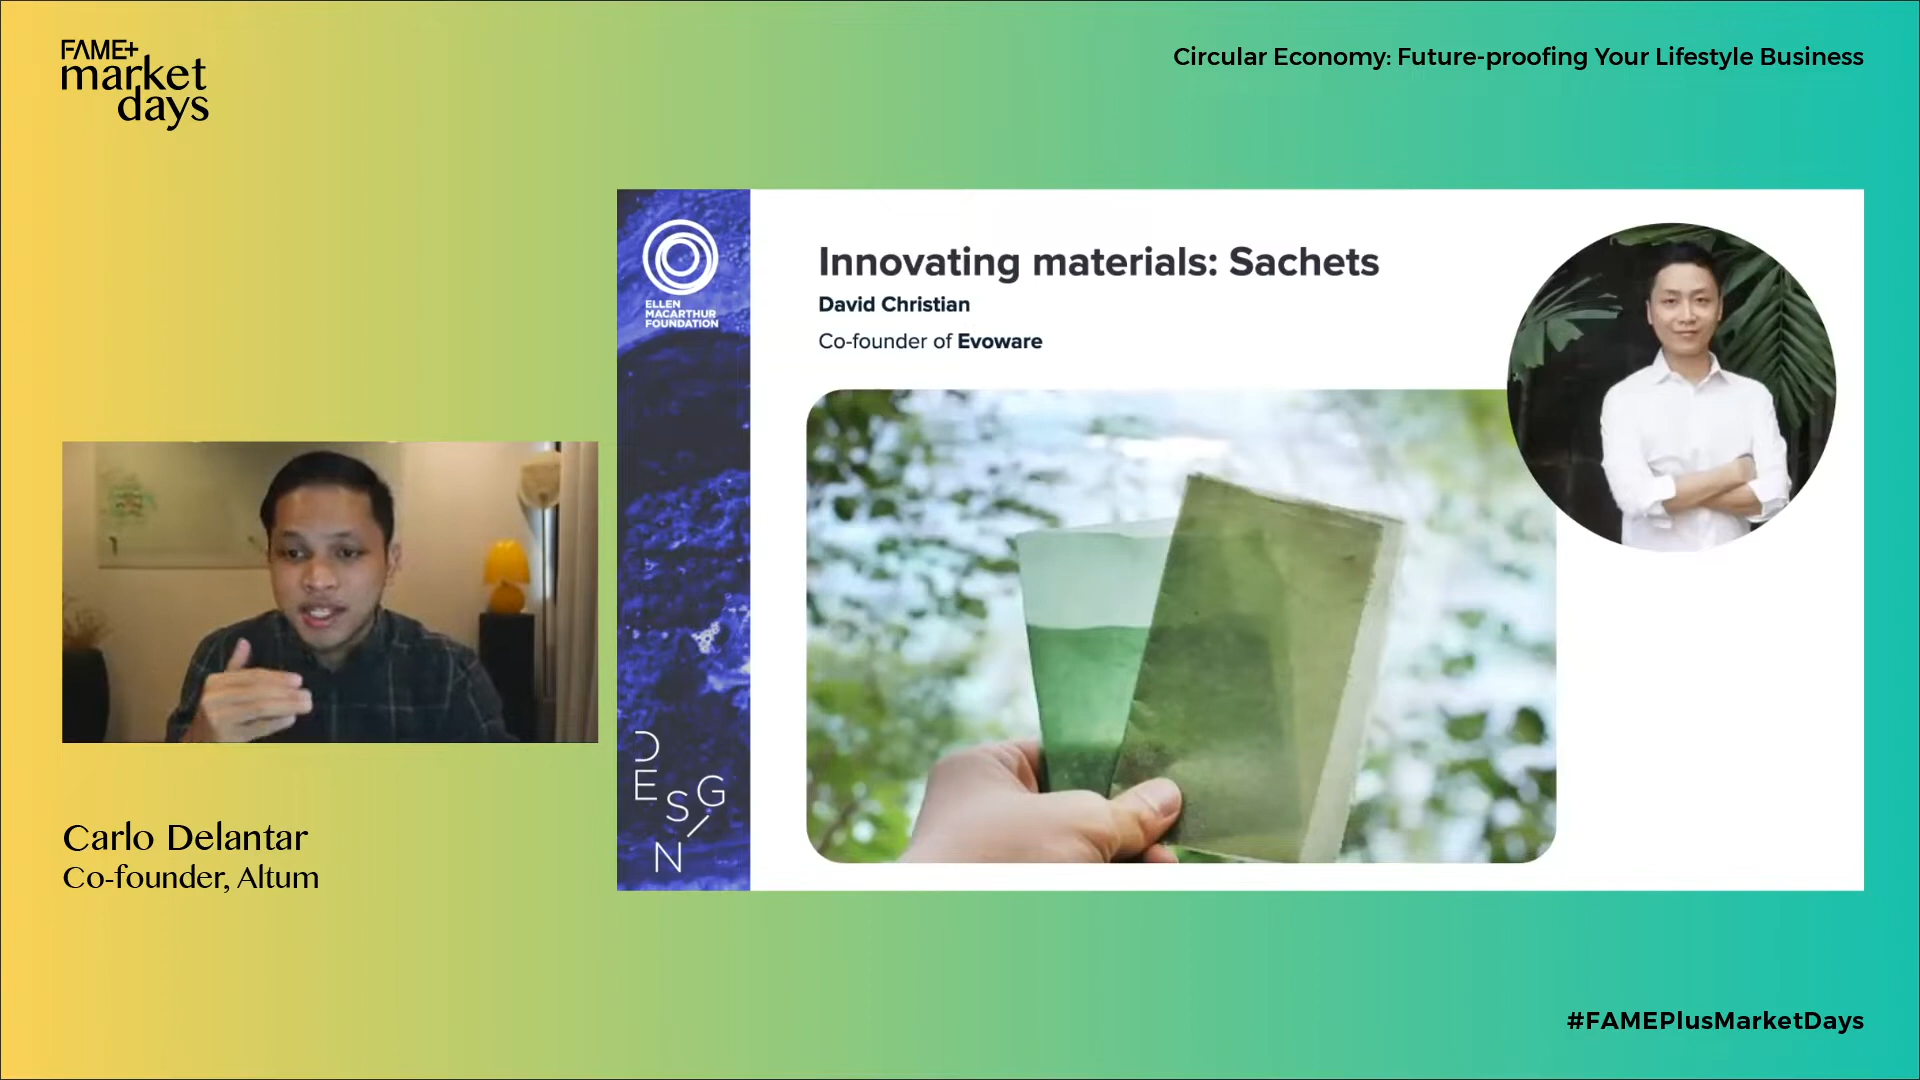 FAME+
market
days
Circular Economy: Future-proofing Your Lifestyle Business
ELLEN
MACARTHUR
FOUNDATION
Innovating materials: Sachets
David Christian
Co-founder of Evoware
DESIGN
Carlo Delantar
Co-founder, Altum
#FAMEPlusMarketDays